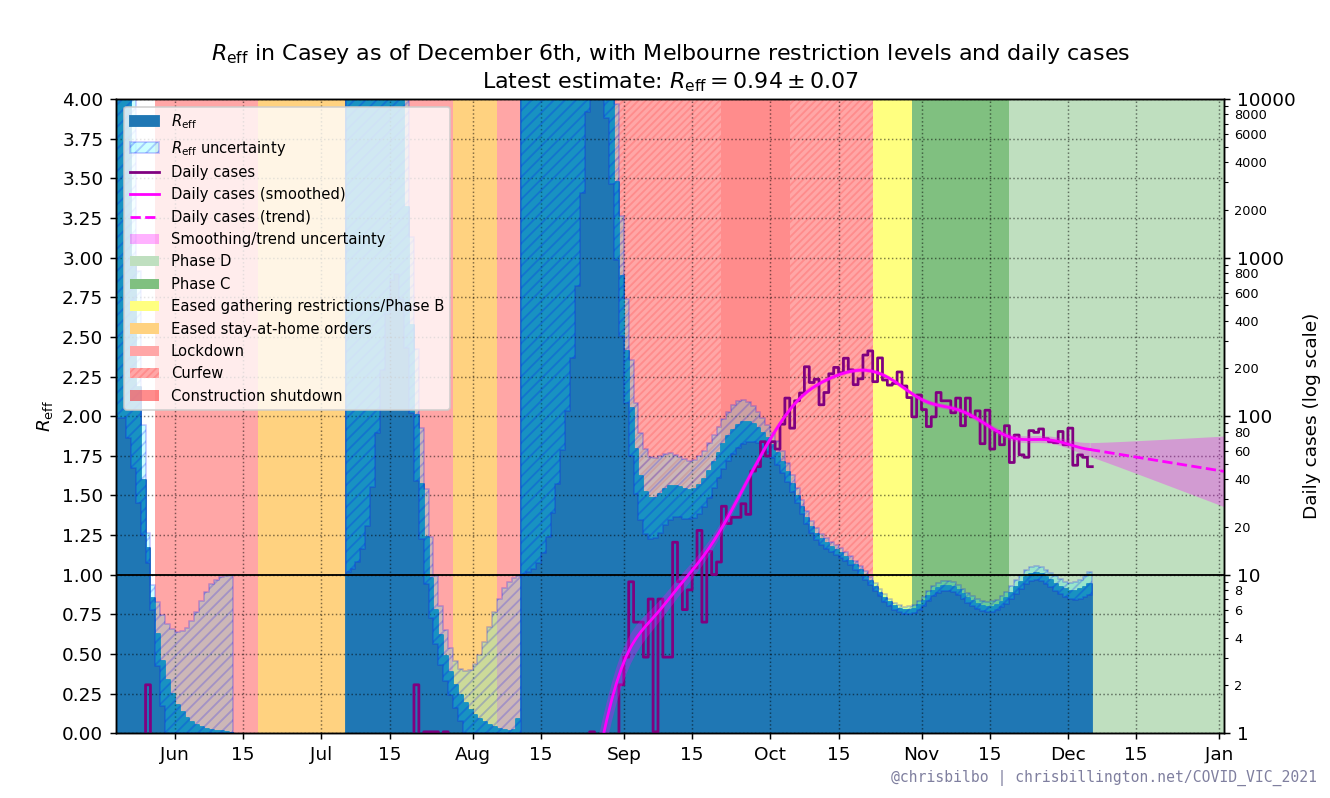 Reff in Casey as of December 6th, with Melbourne restriction levels and daily cases
Latest estimate: Reff = 0.94 ± 0.07
Reff
4.00
3.75
3.50
3.25
3.00
2.75
2.50
2.25
2.00
1.75
1.50
1.25
1.00
0.75
0.50
0.25
0.00
Reff
Reff uncertainty
Daily cases
Daily cases (smoothed)
Daily cases (trend)
Smoothing/trend uncertainty
Phase D
Phase C
Eased gathering restrictions/Phase B
Eased stay-at-home orders
Lockdown
Curfew
Construction shutdown
10000
8000
6000
4000
2000
1000
800
600
400
200
100
80
60
40
20
10
8
6
4
2
1
Daily cases (log scale)
Jun 15 Jul 15 Aug 15 Sep 15 Oct 15 Nov 15 Dec 15 Jan
@chrisbilbo | chrisbillington.net/COVID_VIC_2021